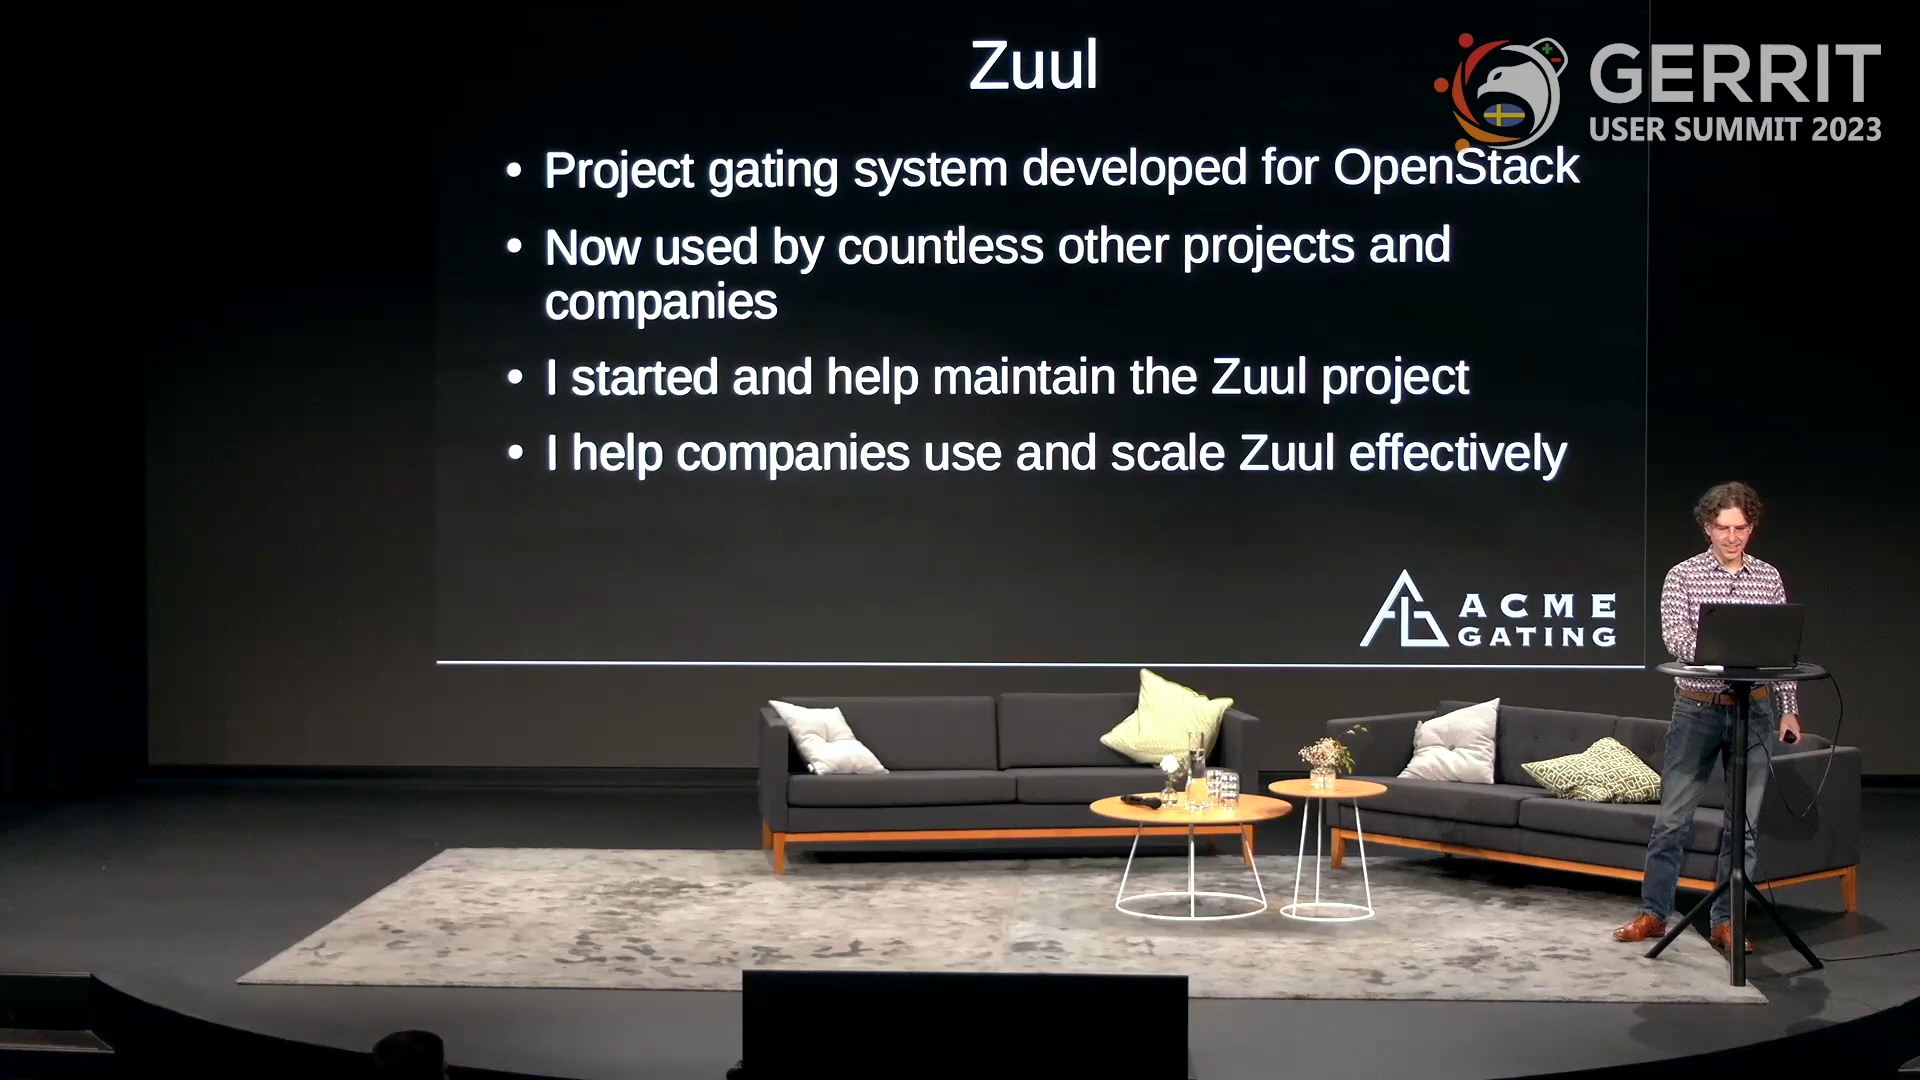 Zuul
GERRIT
USER SUMMIT 2023
• Project gating system developed for OpenStack
• Now used by countless other projects and
companies
• I started and help maintain the Zuul project
• I help companies use and scale Zuul effectively
ACME
GATING